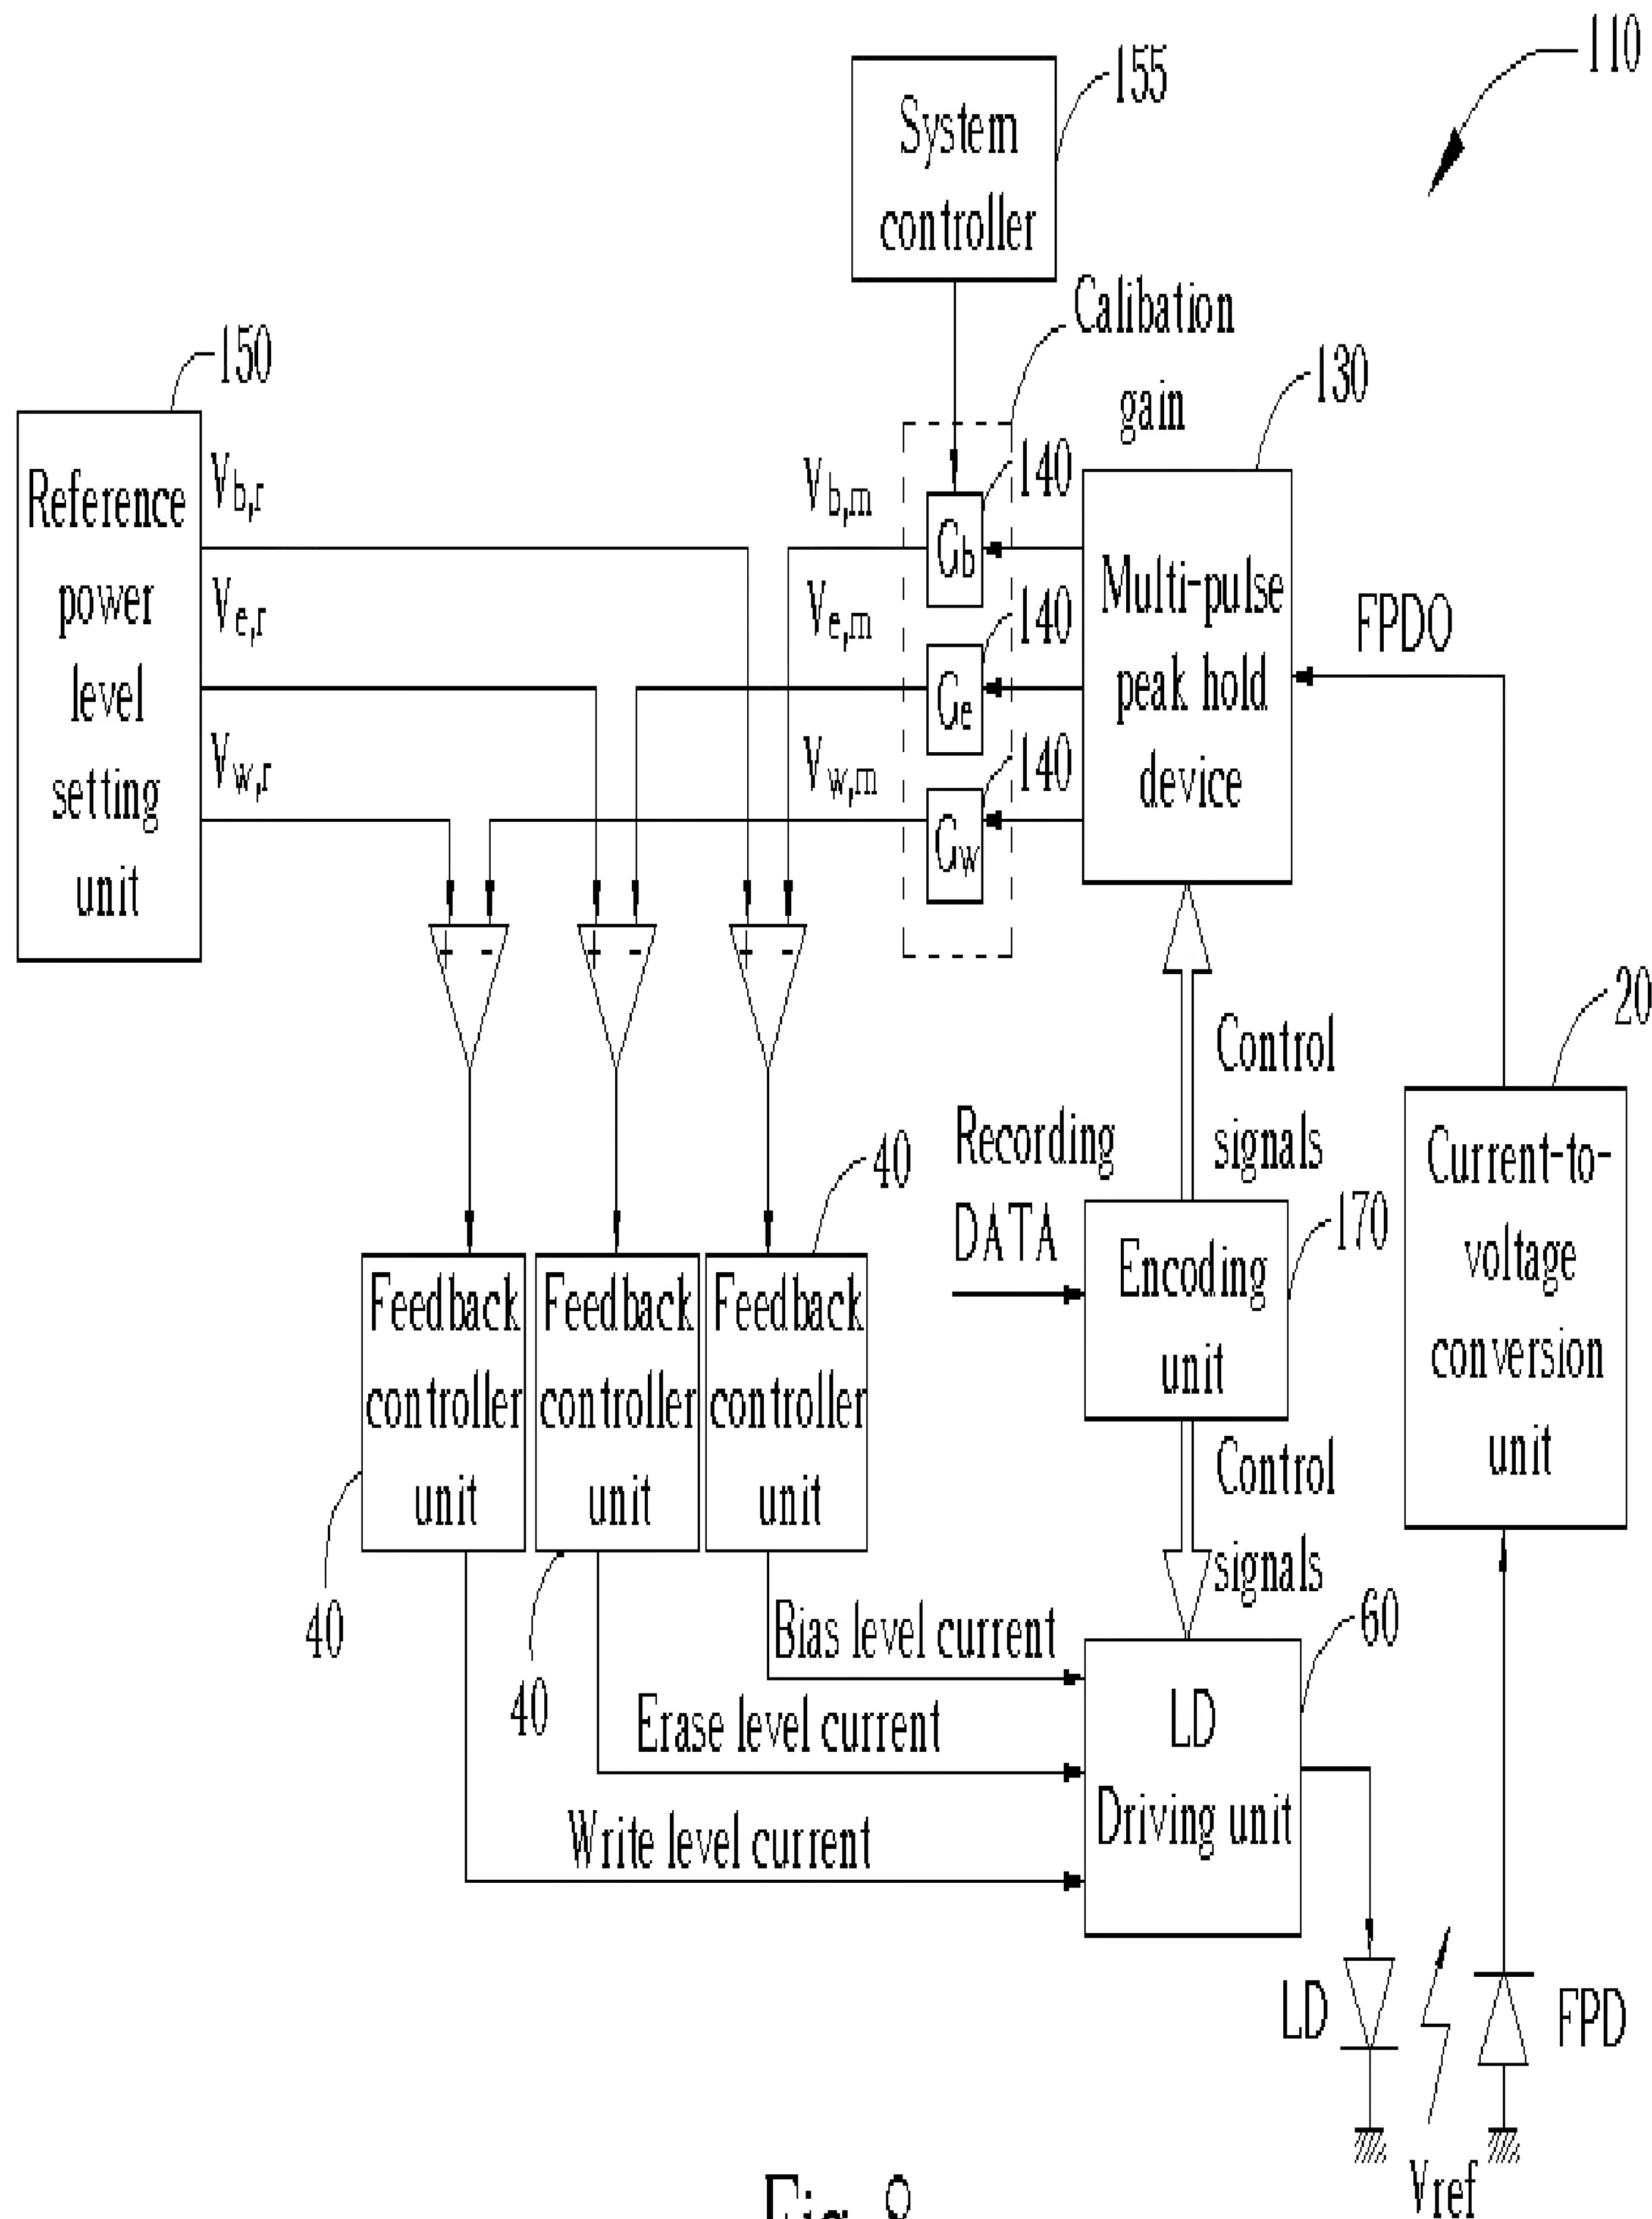 110
155
System
controller
Calibation
gain
150
130
Reference
power
level
setting
unit
Vb,r
Ve,r
Vw,r
Vb,m
Ve,m
Vw,m
140
Gb
140
Ge
140
Gw
Multi-pulse
peak hold
device
FPDO
+ -
+ -
+ -
20
Control
signals
Current-to-
voltage
conversion
unit
Recording
DATA
170
Encoding
unit
Control
signals
40
Feedback
controller
unit
Feedback
controller
unit
Feedback
controller
unit
40
40
60
Bias level current
Erase level current
Write level current
LD
Driving unit
LD
FPD
Vref
Fig. 8